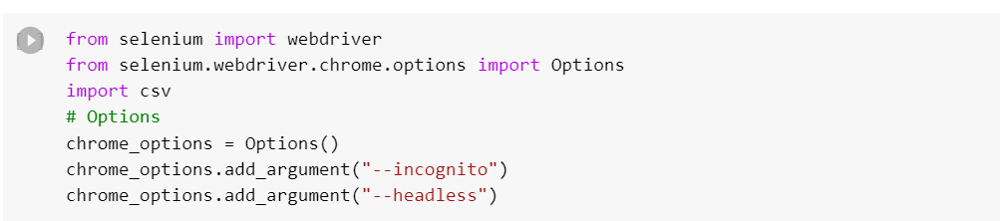 from selenium import webdriver
from selenium.webdriver.chrome.options import Options
import csv
# Options
chrome_options = Options()
chrome_options.add_argument("--incognito")
chrome_options.add_argument("--headless")